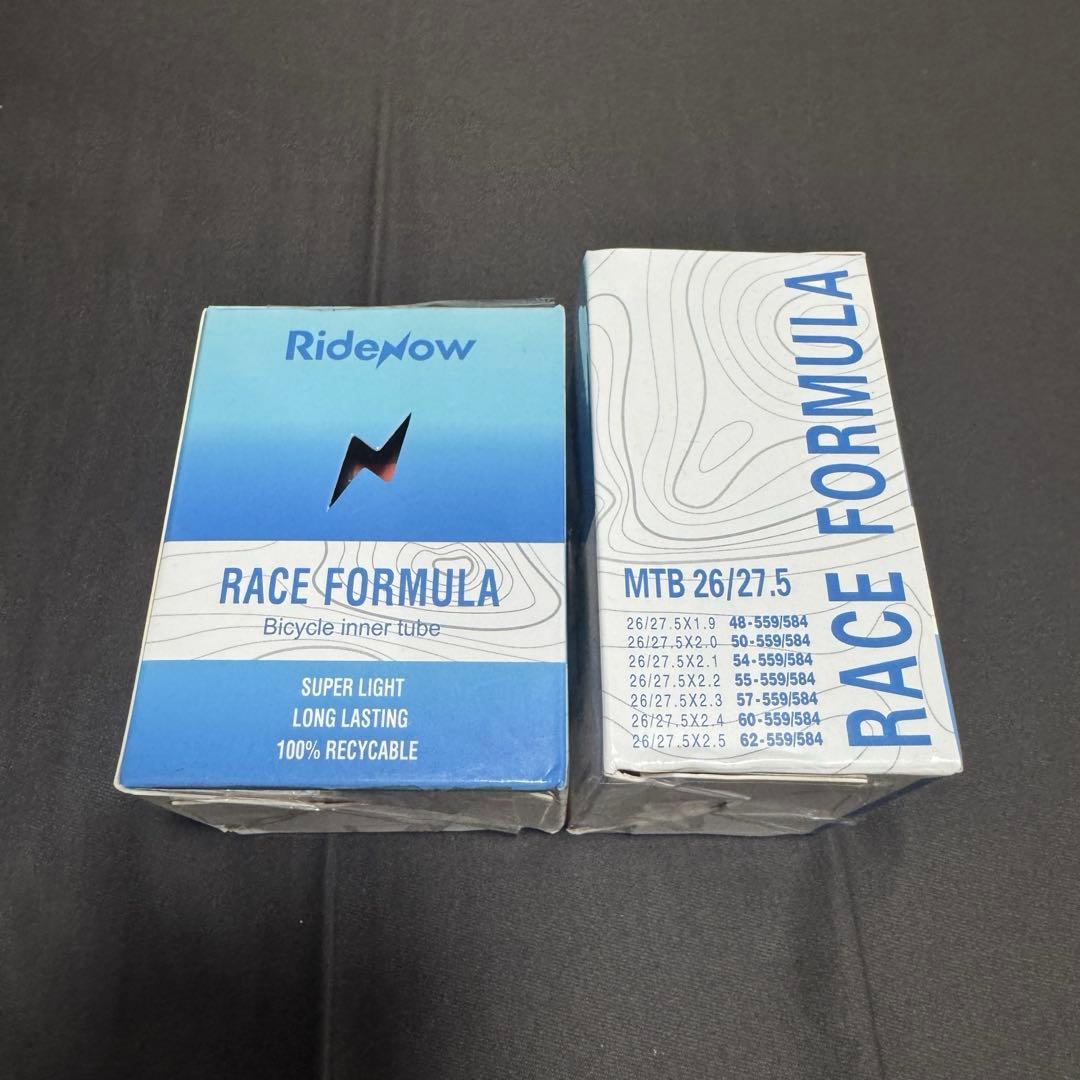 RideNow
RACE FORMULA
Bicycle inner tube
SUPER LIGHT
LONG LASTING
100% RECYCABLE
RACE FORMULA
MTB 26/27.5
26/27.5X1.9 48-559/584
26/27.5X2.0 50-559/584
26/27.5X2.1 54-559/584
26/27.5X2.2 55-559/584
26/27.5X2.3 57-559/584
26/27.5X2.4 60-559/584
26/27.5X2.5 62-559/584